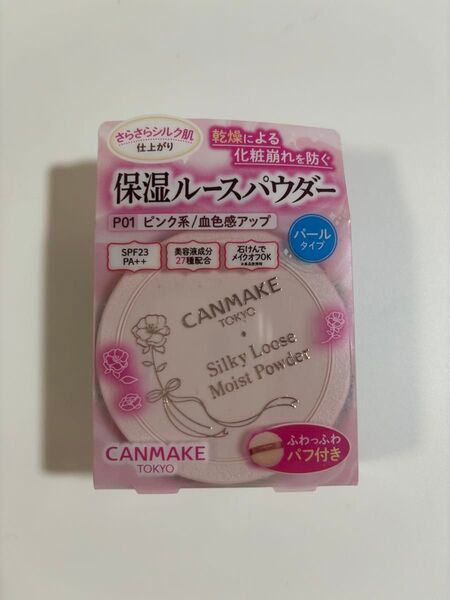 さらさらシルク肌
仕上がり
乾燥による
化粧崩れを防ぐ
保湿ルースパウダー
P01 ピンク系/血色感アップ
パール
タイプ
SPF23
PA++
美容液成分
27種配合
石けんで
メイクオフOK
CANMAKE
TOKYO
Silky Loose
Moist Powder
CANMAKE
TOKYO
ふわっふわ
パフ付き